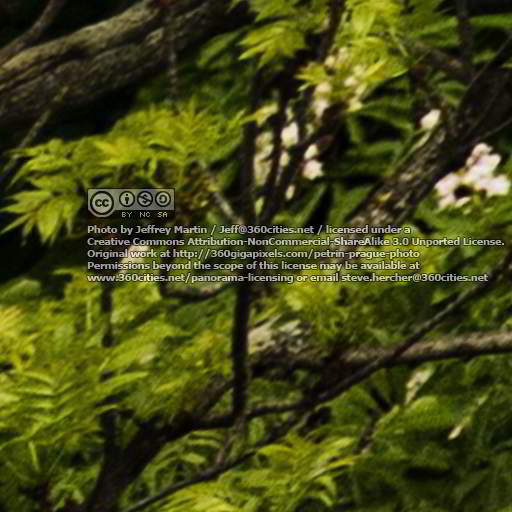 cc
BY NC SA
Photo by Jeffrey Martin / Jeff@360cities.net / licensed under a
Creative Commons Attribution-NonCommercial-ShareAlike 3.0 Unported License.
Original work at http://360gigapixels.com/petrin-prague-photo
Permissions beyond the scope of this license may be available at
www.360cities.net/panorama-licensing or email steve.hercher@360cities.net